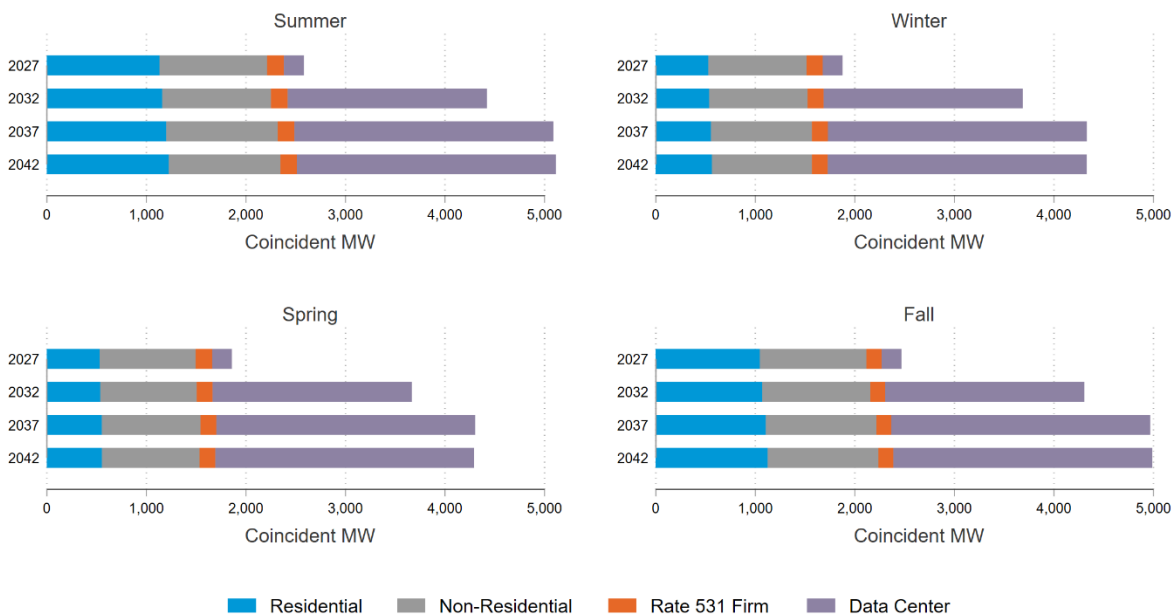 Summer
2027
2032
2037
2042
0 1,000 2,000 3,000 4,000 5,000
Coincident MW
Winter
2027
2032
2037
2042
0 1,000 2,000 3,000 4,000 5,000
Coincident MW
Spring
2027
2032
2037
2042
0 1,000 2,000 3,000 4,000 5,000
Coincident MW
Fall
2027
2032
2037
2042
0 1,000 2,000 3,000 4,000 5,000
Coincident MW
Residential Non-Residential Rate 531 Firm Data Center